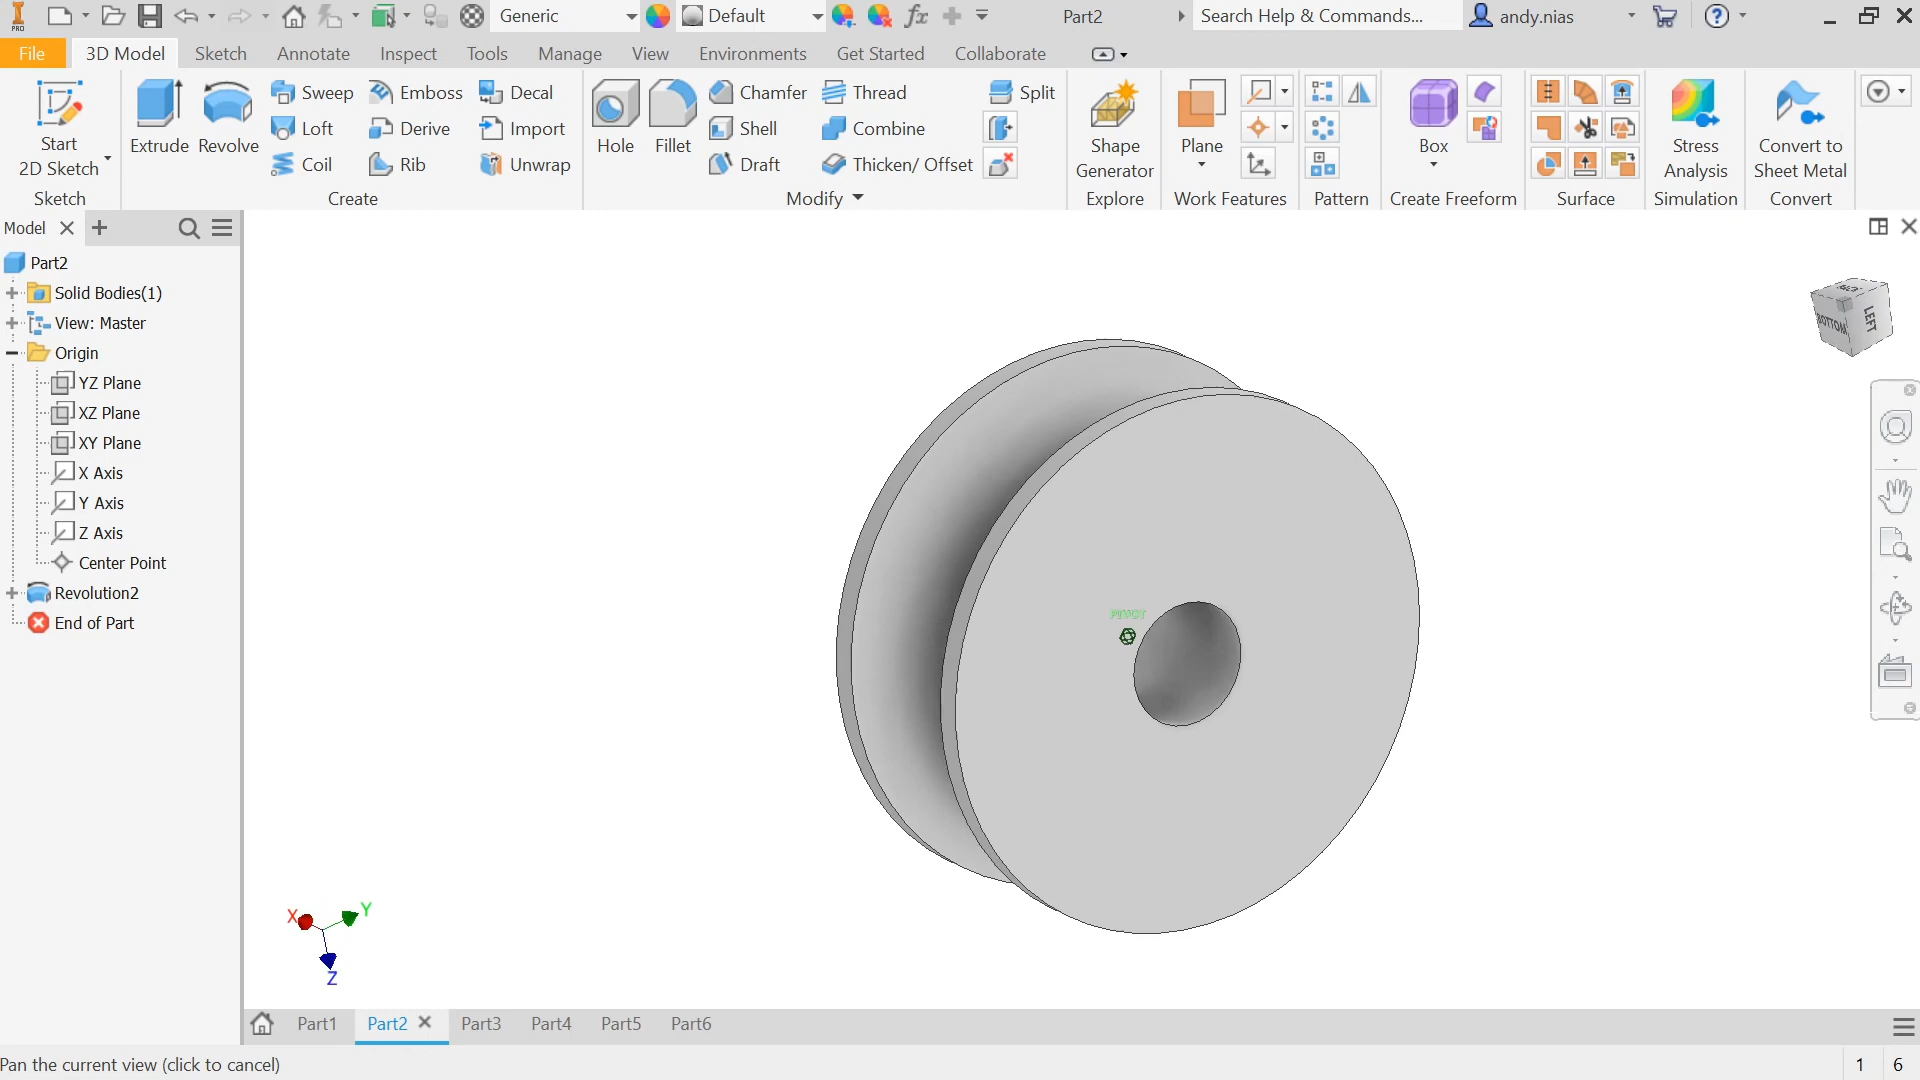 PRO
Generic
Default
fx
Part2
Search Help & Commands...
andy.nias
File
3D Model
Sketch
Annotate
Inspect
Tools
Manage
View
Environments
Get Started
Collaborate
Start
2D Sketch
Sketch
Extrude
Revolve
Sweep
Loft
Coil
Emboss
Derive
Rib
Decal
Import
Unwrap
Create
Hole
Fillet
Chamfer
Shell
Draft
Thread
Combine
Thicken/ Offset
Split
Modify
Shape
Generator
Explore
Plane
Work Features
Pattern
Box
Create Freeform
Surface
Stress
Analysis
Simulation
Convert to
Sheet Metal
Convert
Model
Part2
Solid Bodies(1)
View: Master
Origin
YZ Plane
XZ Plane
XY Plane
X Axis
Y Axis
Z Axis
Center Point
Revolution2
End of Part
BOTTOM
LEFT
PIVOT
X
Y
Z
Part1
Part2
Part3
Part4
Part5
Part6
Pan the current view (click to cancel)
1
6